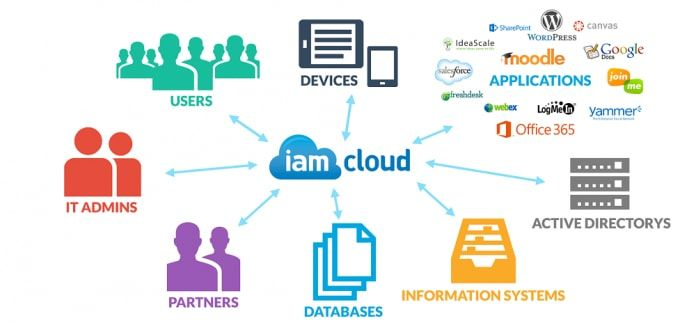 USERS
DEVICES
SharePoint
WORDPRESS
canvas
IdeaScale
moodle
Google
Docs
salesforce
APPLICATIONS
join
me
freshdesk
webex
LogMeIn
yammer
Office 365
iam cloud
IT ADMINS
ACTIVE DIRECTORYS
PARTNERS
DATABASES
INFORMATION SYSTEMS